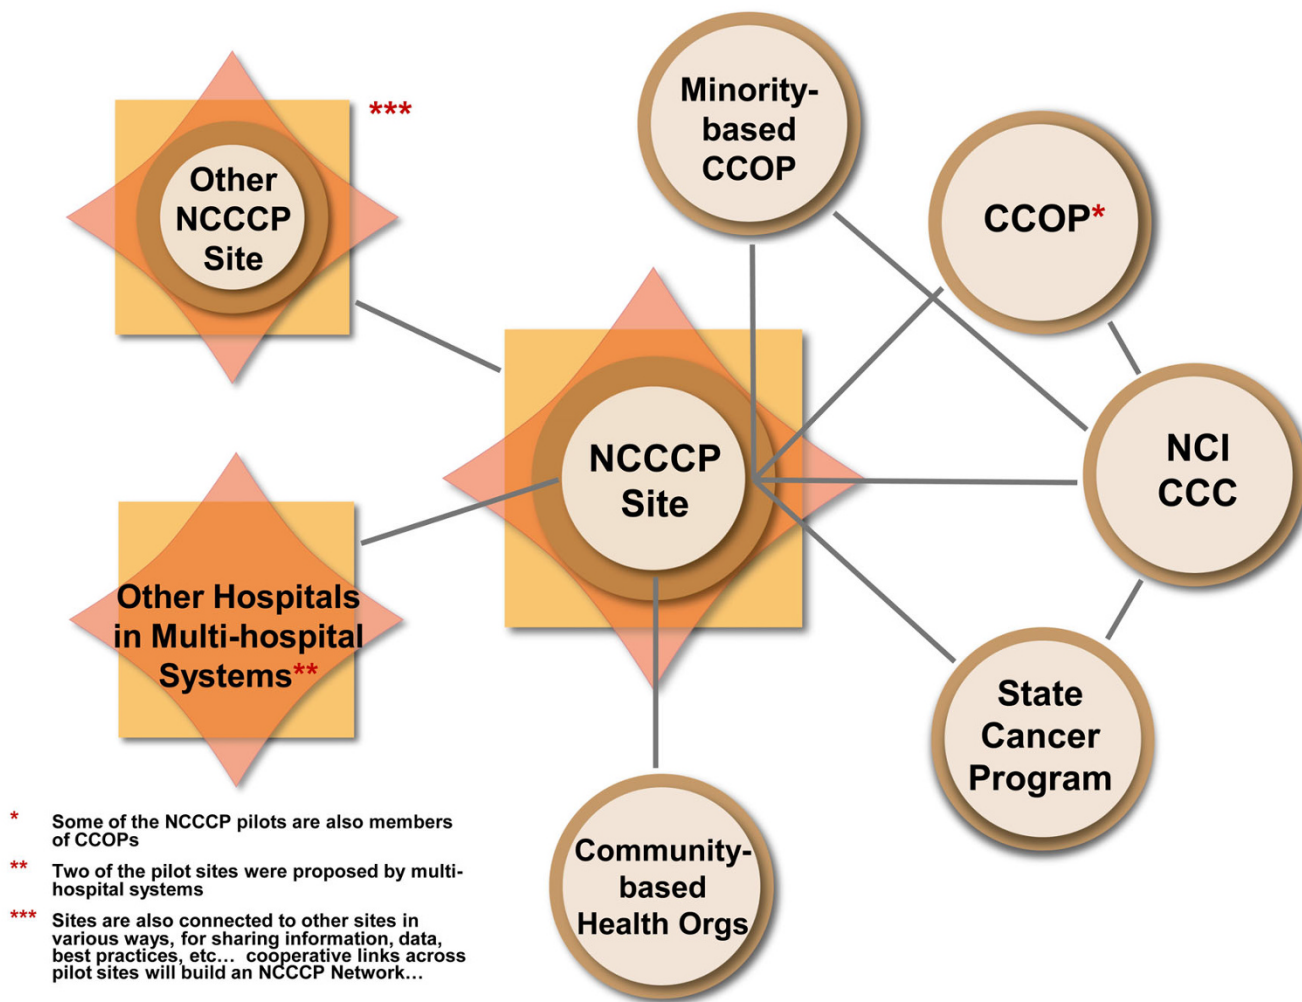 ***
Other
NCCCP
Site
Minority-
based
CCOP
CCOP*
NCCCP
Site
NCI
CCC
Other Hospitals
in Multi-hospital
Systems**
State
Cancer
Program
Community-
based
Health Orgs
* Some of the NCCCP pilots are also members
of CCOPs
** Two of the pilot sites were proposed by multi-
hospital systems
*** Sites are also connected to other sites in
various ways, for sharing information, data,
best practices, etc... cooperative links across
pilot sites will build an NCCCP Network...